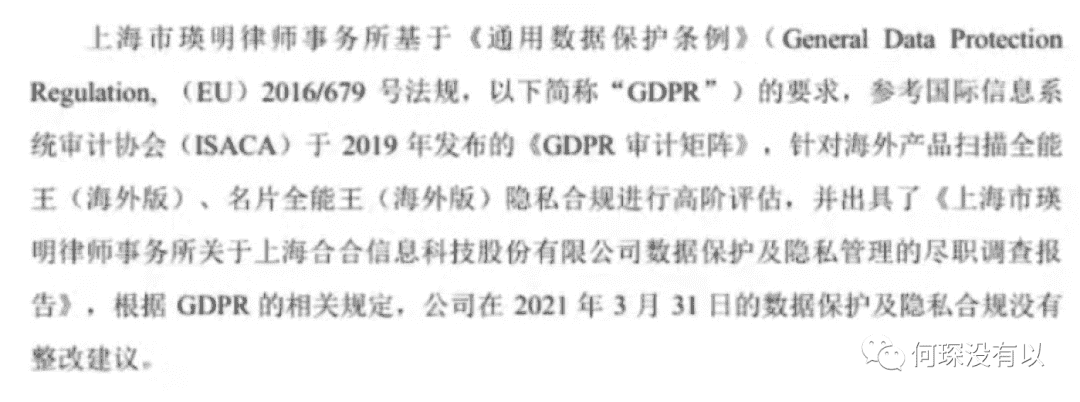 上海市瑛明律师事务所基于《通用数据保护条例》（General Data Protection
Regulation, （EU）2016/679 号法规，以下简称“GDPR”）的要求，参考国际信息系
统审计协会（ISACA）于 2019 年发布的《GDPR 审计矩阵》，针对海外产品扫描全能
王（海外版）、名片全能王（海外版）隐私合规进行高阶评估，并出具了《上海市瑛
明律师事务所关于上海合合信息科技股份有限公司数据保护及隐私管理的尽职调查报
告》，根据 GDPR 的相关规定，公司在 2021 年 3 月 31 日的数据保护及隐私合规没有
整改建议。
何琛没有以